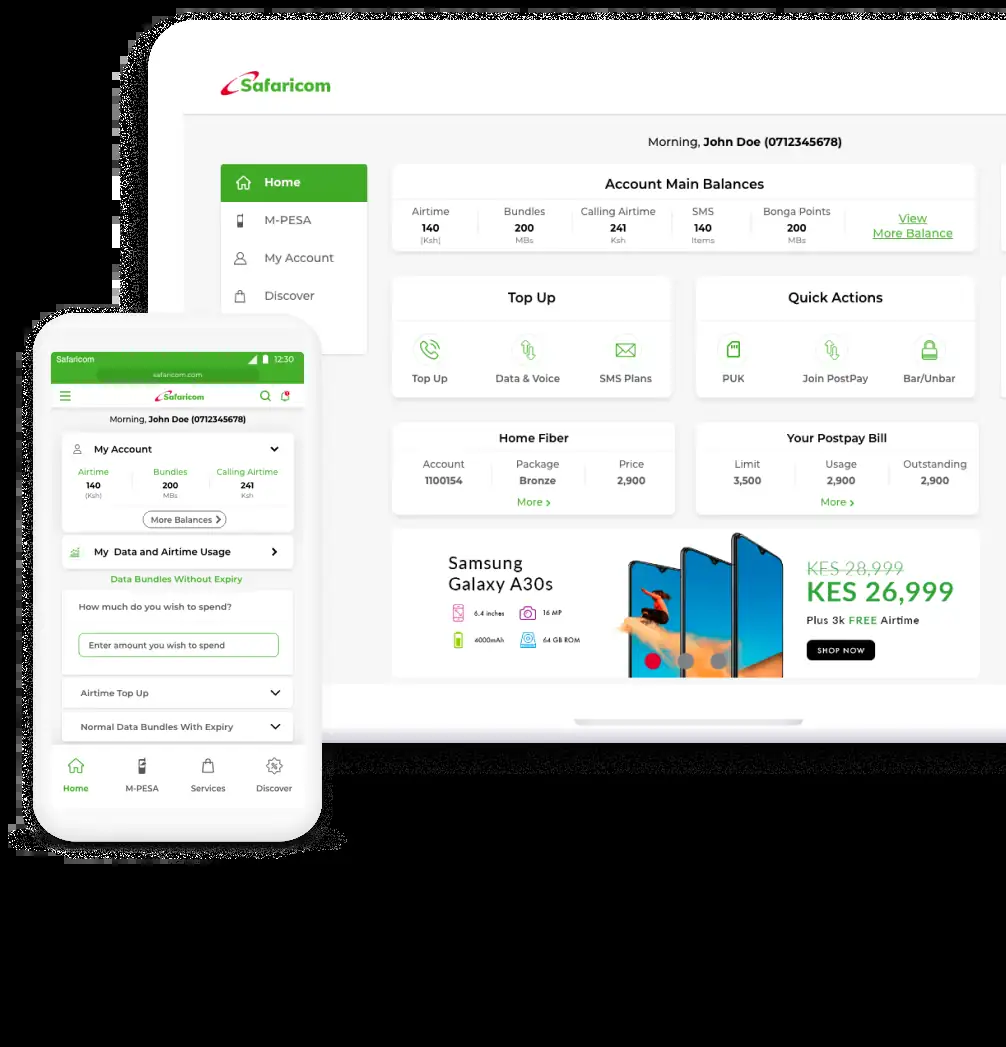 Safaricom
Morning, John Doe (0712345678)
Home
M-PESA
My Account
Discover
Account Main Balances
Airtime
140
(Ksh)
Bundles
200
MBs
Calling Airtime
241
Ksh
SMS
140
Items
Bonga Points
200
MBs
View
More Balance
Top Up
Top Up
Data & Voice
SMS Plans
Quick Actions
PUK
Join PostPay
Bar/Unbar
Home Fiber
Account
1100154
Package
Bronze
Price
2,900
More >
Your Postpay Bill
Limit
3,500
Usage
2,900
Outstanding
2,900
More >
Samsung
Galaxy A30s
6.4 inches
16 MP
4000mAh
64 GB ROM
KES 28,999
KES 26,999
Plus 3k FREE Airtime
SHOP NOW
Safaricom
12:30
safaricom.com
Safaricom
Morning, John Doe (0712345678)
My Account
Airtime
140
(Ksh)
Bundles
200
MBs
Calling Airtime
241
Ksh
More Balances >
My Data and Airtime Usage
Data Bundles Without Expiry
How much do you wish to spend?
Enter amount you wish to spend
Airtime Top Up
Normal Data Bundles With Expiry
Home
M-PESA
Services
Discover